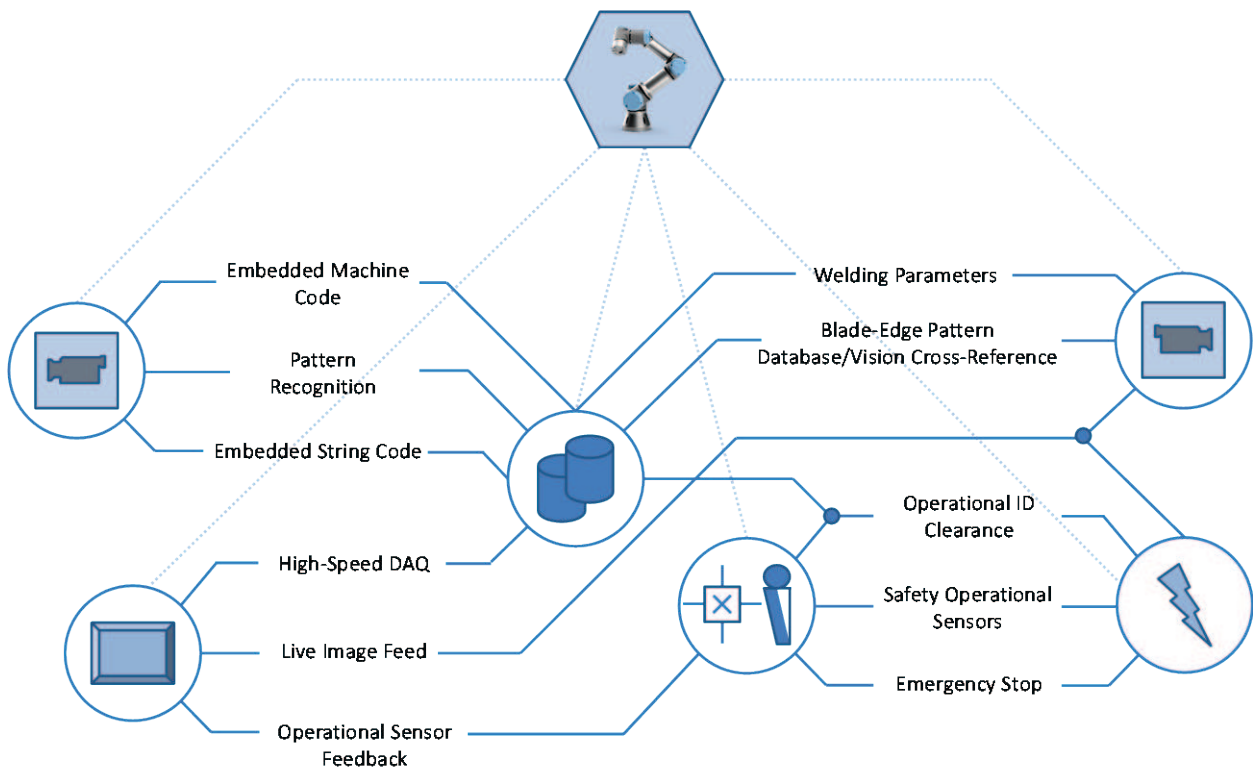 Embedded Machine
Code
Pattern
Recognition
Embedded String Code
High-Speed DAQ
Live Image Feed
Operational Sensor
Feedback
Welding Parameters
Blade-Edge Pattern
Database/Vision Cross-Reference
Operational ID
Clearance
Safety Operational
Sensors
Emergency Stop